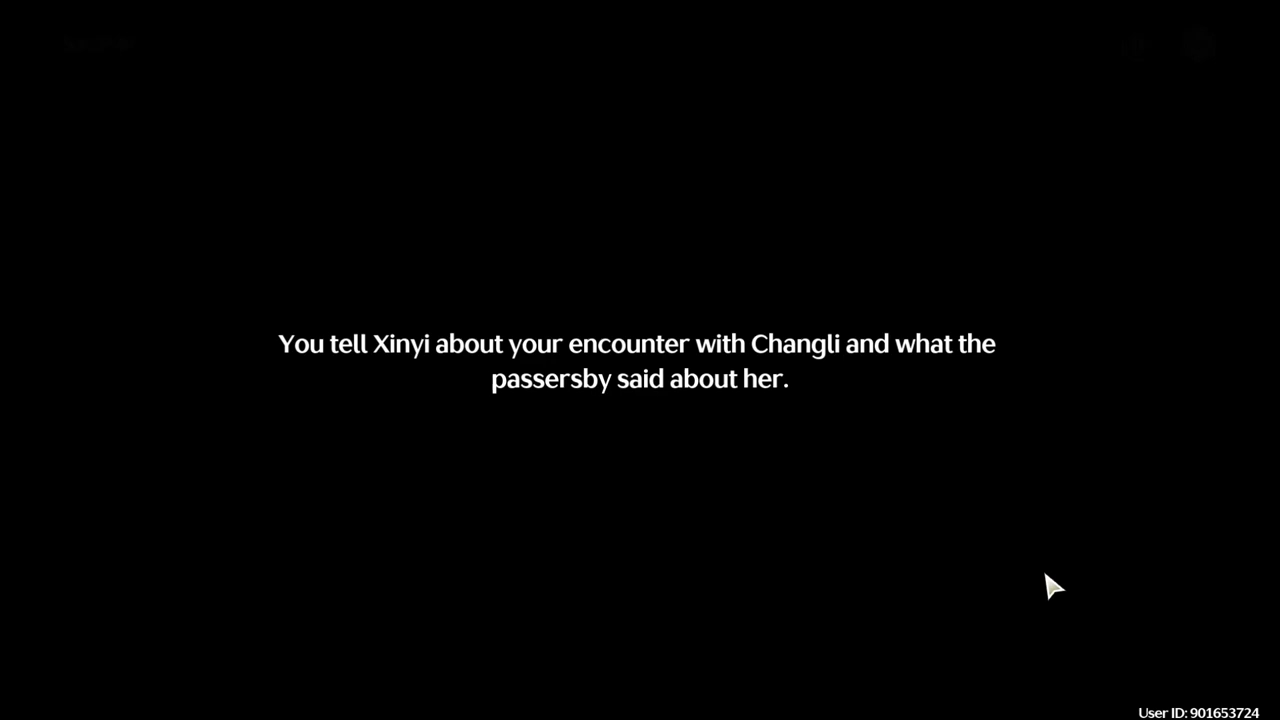 You tell Xinyi about your encounter with Changli and what the
passersby said about her.
User ID: 901653724